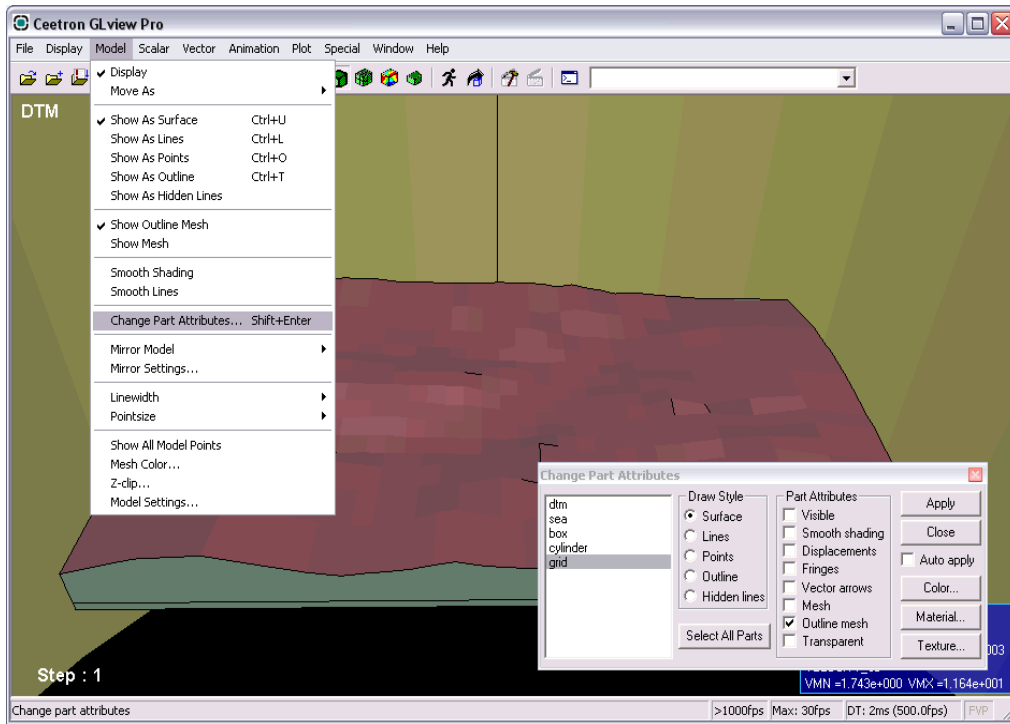 Ceetron GLview Pro
File Display Model Scalar Vector Animation Plot Special Window Help
DTM
Display
Move As
Show As Surface Ctrl+U
Show As Lines Ctrl+L
Show As Points Ctrl+O
Show As Outline Ctrl+T
Show As Hidden Lines
Show Outline Mesh
Show Mesh
Smooth Shading
Smooth Lines
Change Part Attributes... Shift+Enter
Mirror Model
Mirror Settings...
Linewidth
Pointsize
Show All Model Points
Mesh Color...
Z-clip...
Model Settings...
Change Part Attributes
dtm
sea
box
cylinder
grid
Draw Style
Surface
Lines
Points
Outline
Hidden lines
Select All Parts
Part Attributes
Visible
Smooth shading
Displacements
Fringes
Vector arrows
Mesh
Outline mesh
Transparent
Apply
Close
Auto apply
Color...
Material...
Texture...
003
VMN =1.743e+000 VMX =1.164e+001
Step : 1
Change part attributes >1000fps Max: 30fps DT: 2ms (500.0fps) FVP